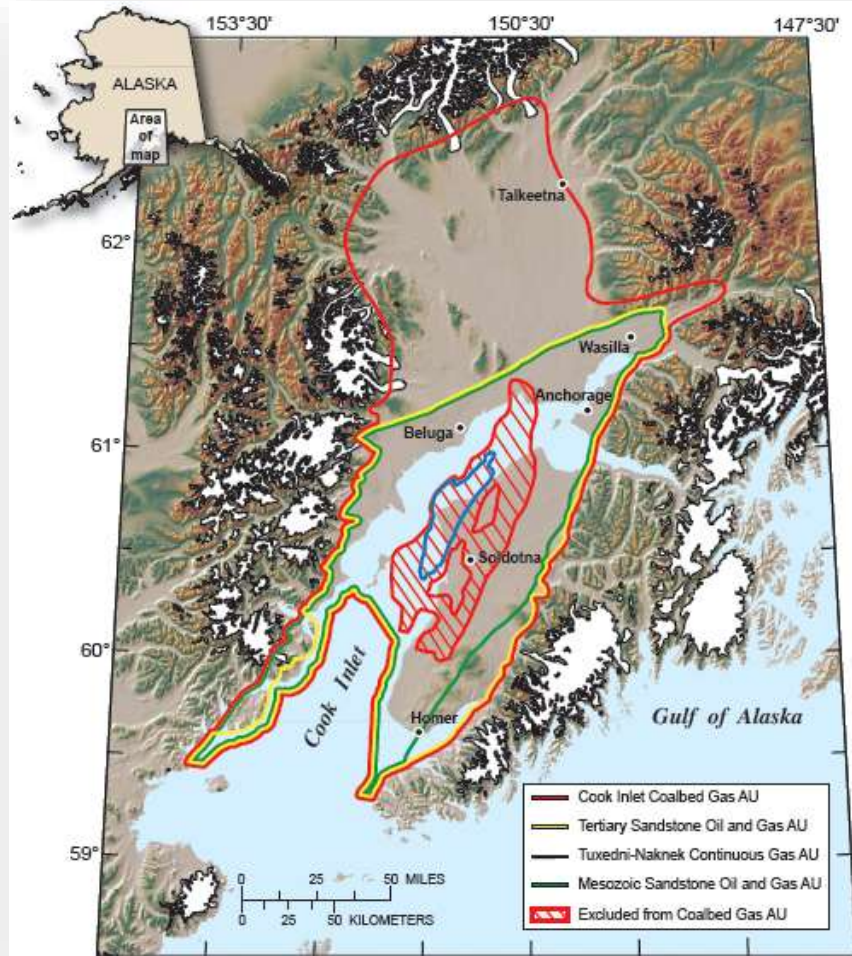 153°30'
150°30'
147°30'
ALASKA
Area
of
map
Talkeetna
62°
Wasilla
Anchorage
61°
Beluga
Soldotna
60°
Cook Inlet
Homer
Gulf of Alaska
Cook Inlet Coalbed Gas AU
Tertiary Sandstone Oil and Gas AU
Tuxedni-Naknek Continuous Gas AU
Mesozoic Sandstone Oil and Gas AU
Excluded from Coalbed Gas AU
59°
0 25 50 MILES
0 25 50 KILOMETERS